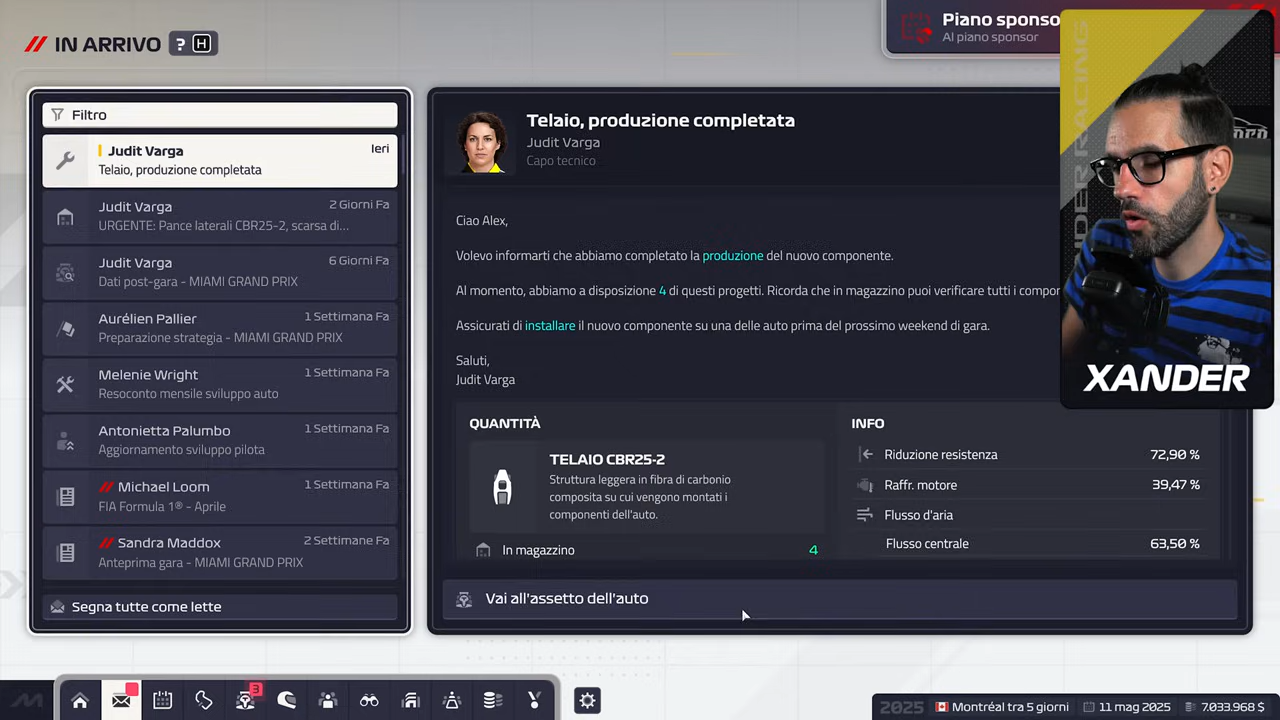 IN ARRIVO ? H
Piano sponso
Al piano sponsor
Filtro
Judit Varga Ieri
Telaio, produzione completata
Judit Varga 2 Giorni Fa
URGENTE: Pance laterali CBR25-2, scarsa di...
Judit Varga 6 Giorni Fa
Dati post-gara - MIAMI GRAND PRIX
Aurélien Pallier 1 Settimana Fa
Preparazione strategia - MIAMI GRAND PRIX
Melenie Wright 1 Settimana Fa
Resoconto mensile sviluppo auto
Antonietta Palumbo 1 Settimana Fa
Aggiornamento sviluppo pilota
Michael Loom 1 Settimana Fa
FIA Formula 1® - Aprile
Sandra Maddox 2 Settimane Fa
Anteprima gara - MIAMI GRAND PRIX
Segna tutte come lette
Telaio, produzione completata
Judit Varga
Capo tecnico
Ciao Alex,
Volevo informarti che abbiamo completato la produzione del nuovo componente.
Al momento, abbiamo a disposizione 4 di questi progetti. Ricorda che in magazzino puoi verificare tutti i compor
Assicurati di installare il nuovo componente su una delle auto prima del prossimo weekend di gara.
Saluti,
Judit Varga
QUANTITÀ
TELAIO CBR25-2
Struttura leggera in fibra di carbonio
composita su cui vengono montati i
componenti dell'auto.
In magazzino 4
INFO
Riduzione resistenza 72,90 %
Raffr. motore 39,47 %
Flusso d'aria
Flusso centrale 63,50 %
Vai all'assetto dell'auto
XANDER
3
2025 Montréal tra 5 giorni 11 mag 2025 7.033.968 $